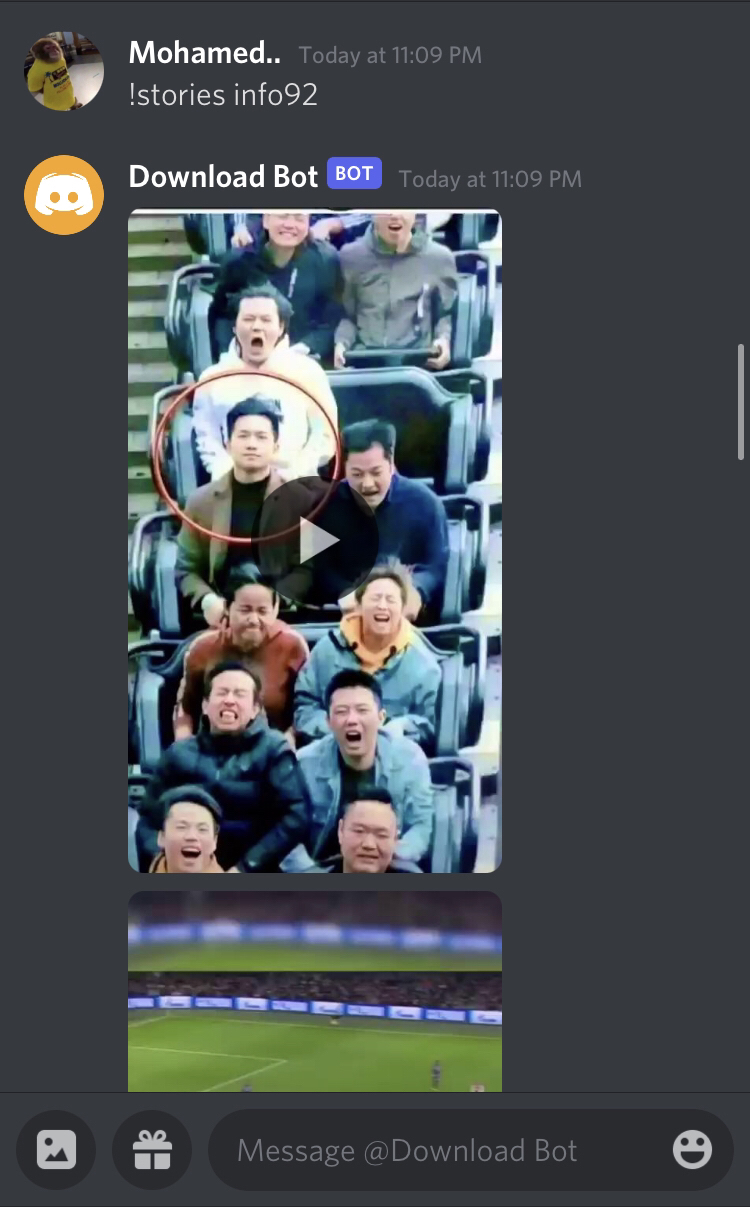 Mohamed.. Today at 11:09 PM
!stories info92
Download Bot BOT Today at 11:09 PM
Message @Download Bot